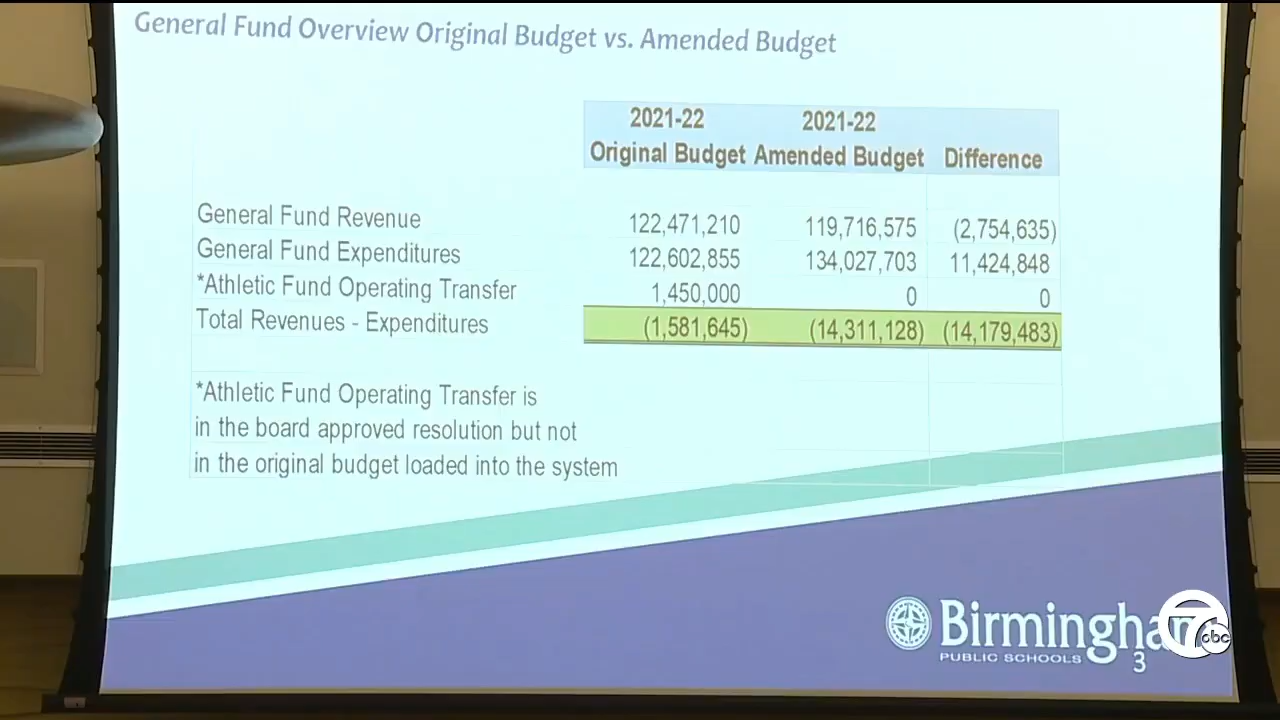 General Fund Overview Original Budget vs. Amended Budget
2021-22 2021-22
Original Budget Amended Budget Difference
General Fund Revenue 122,471,210 119,716,575 (2,754,635)
General Fund Expenditures 122,602,855 134,027,703 11,424,848
*Athletic Fund Operating Transfer 1,450,000 0 0
Total Revenues - Expenditures (1,581,645) (14,311,128) (14,179,483)
*Athletic Fund Operating Transfer is
in the board approved resolution but not
in the original budget loaded into the system
Birmingham
PUBLIC SCHOOLS
3
7 abc